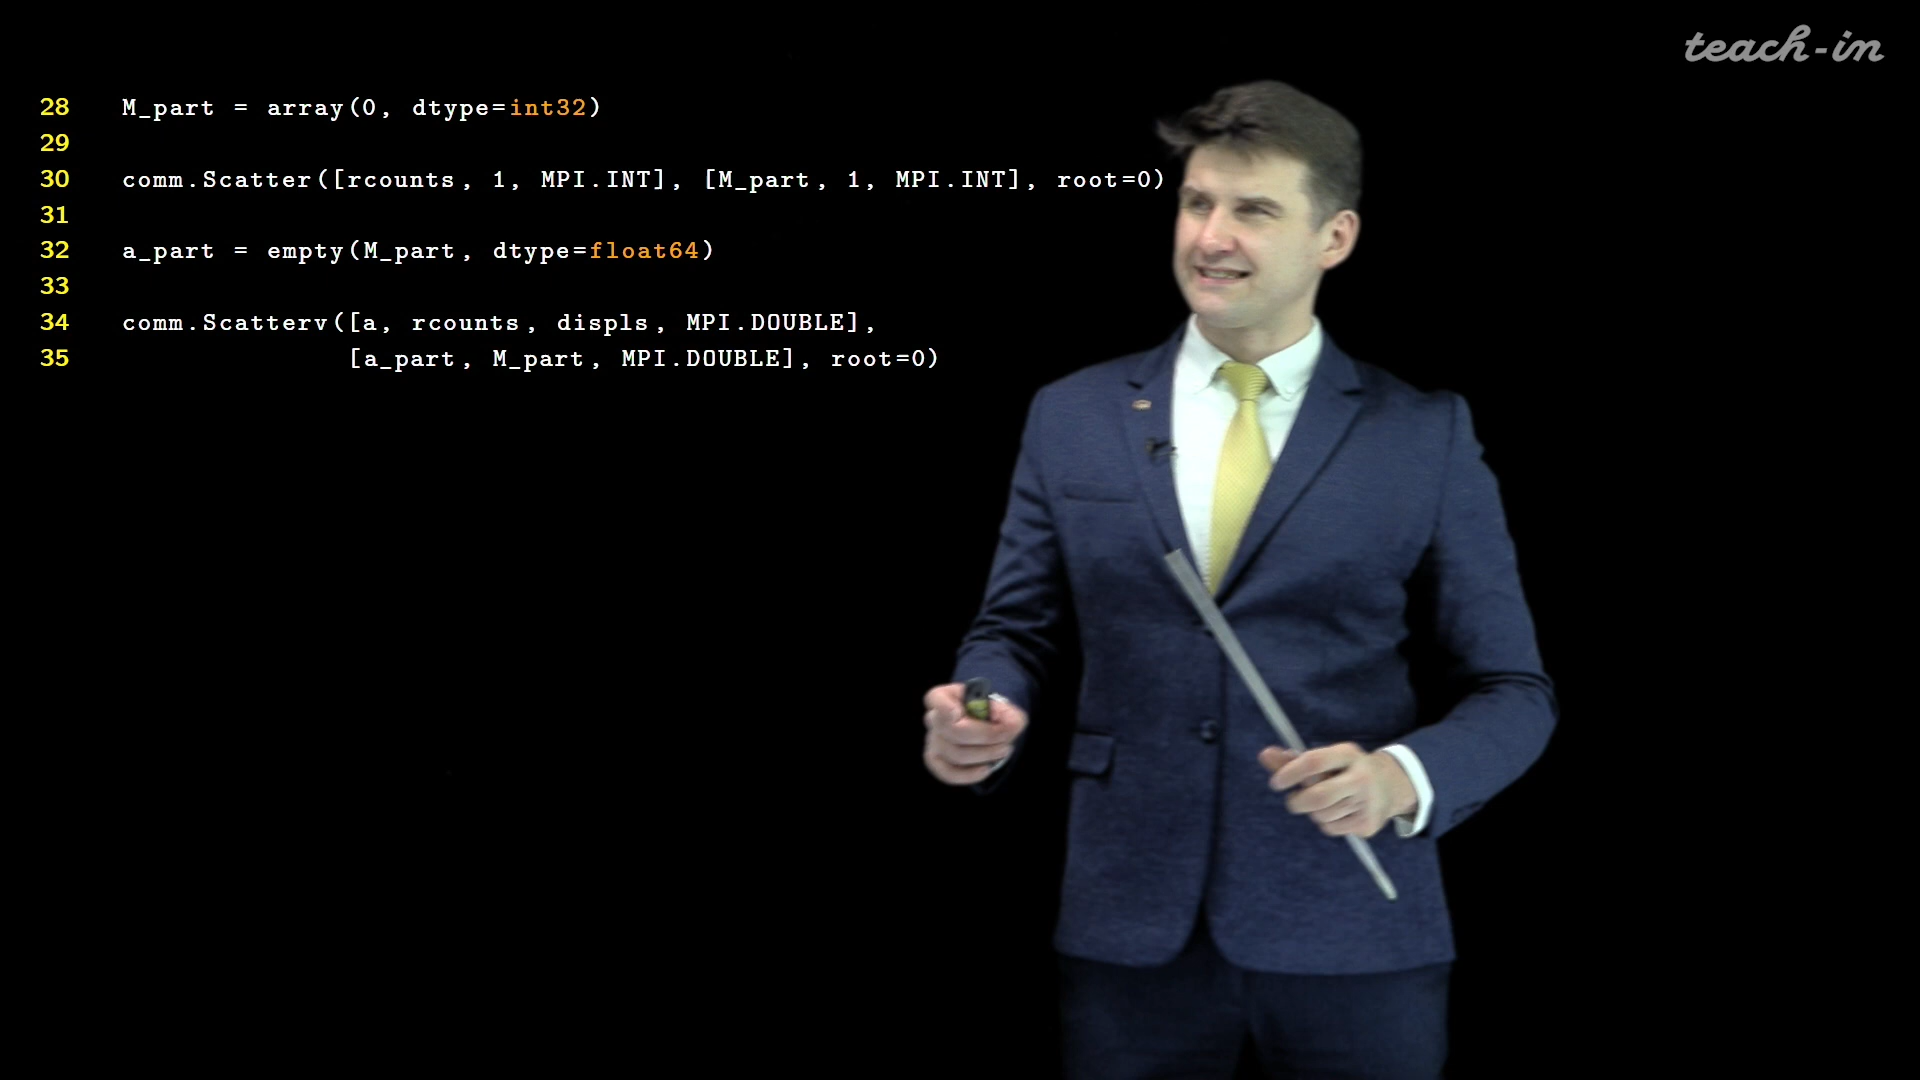 teach-in
28 M_part = array(0, dtype=int32)
29
30 comm.Scatter([rcounts, 1, MPI.INT], [M_part, 1, MPI.INT], root=0)
31
32 a_part = empty(M_part, dtype=float64)
33
34 comm.Scatterv([a, rcounts, displs, MPI.DOUBLE],
35 [a_part, M_part, MPI.DOUBLE], root=0)